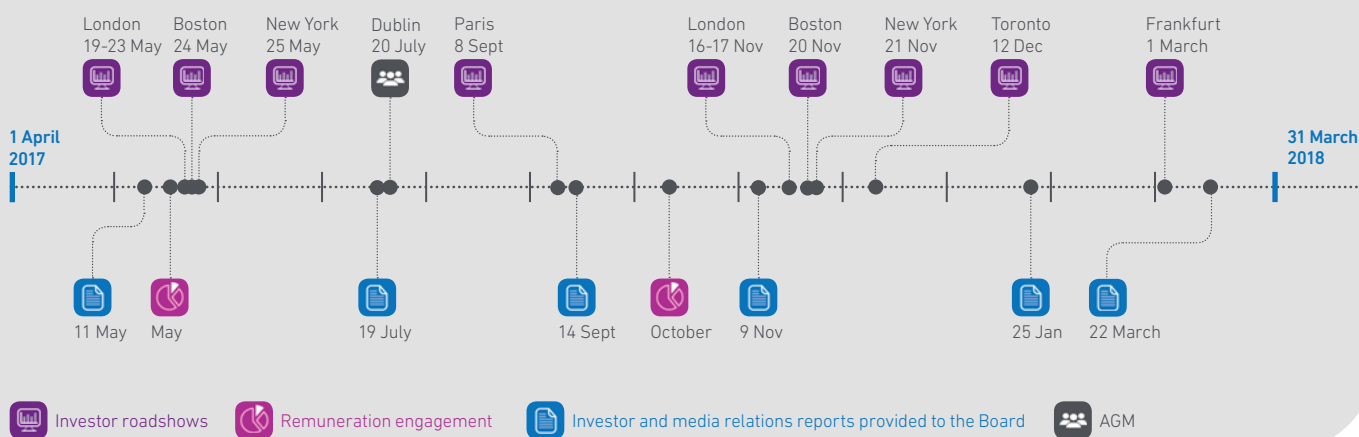 London
19-23 May
Boston
24 May
New York
25 May
Dublin
20 July
Paris
8 Sept
London
16-17 Nov
Boston
20 Nov
New York
21 Nov
Toronto
12 Dec
Frankfurt
1 March
1 April
2017
31 March
2018
11 May
May
19 July
14 Sept
October
9 Nov
25 Jan
22 March
Investor roadshows
Remuneration engagement
Investor and media relations reports provided to the Board
AGM